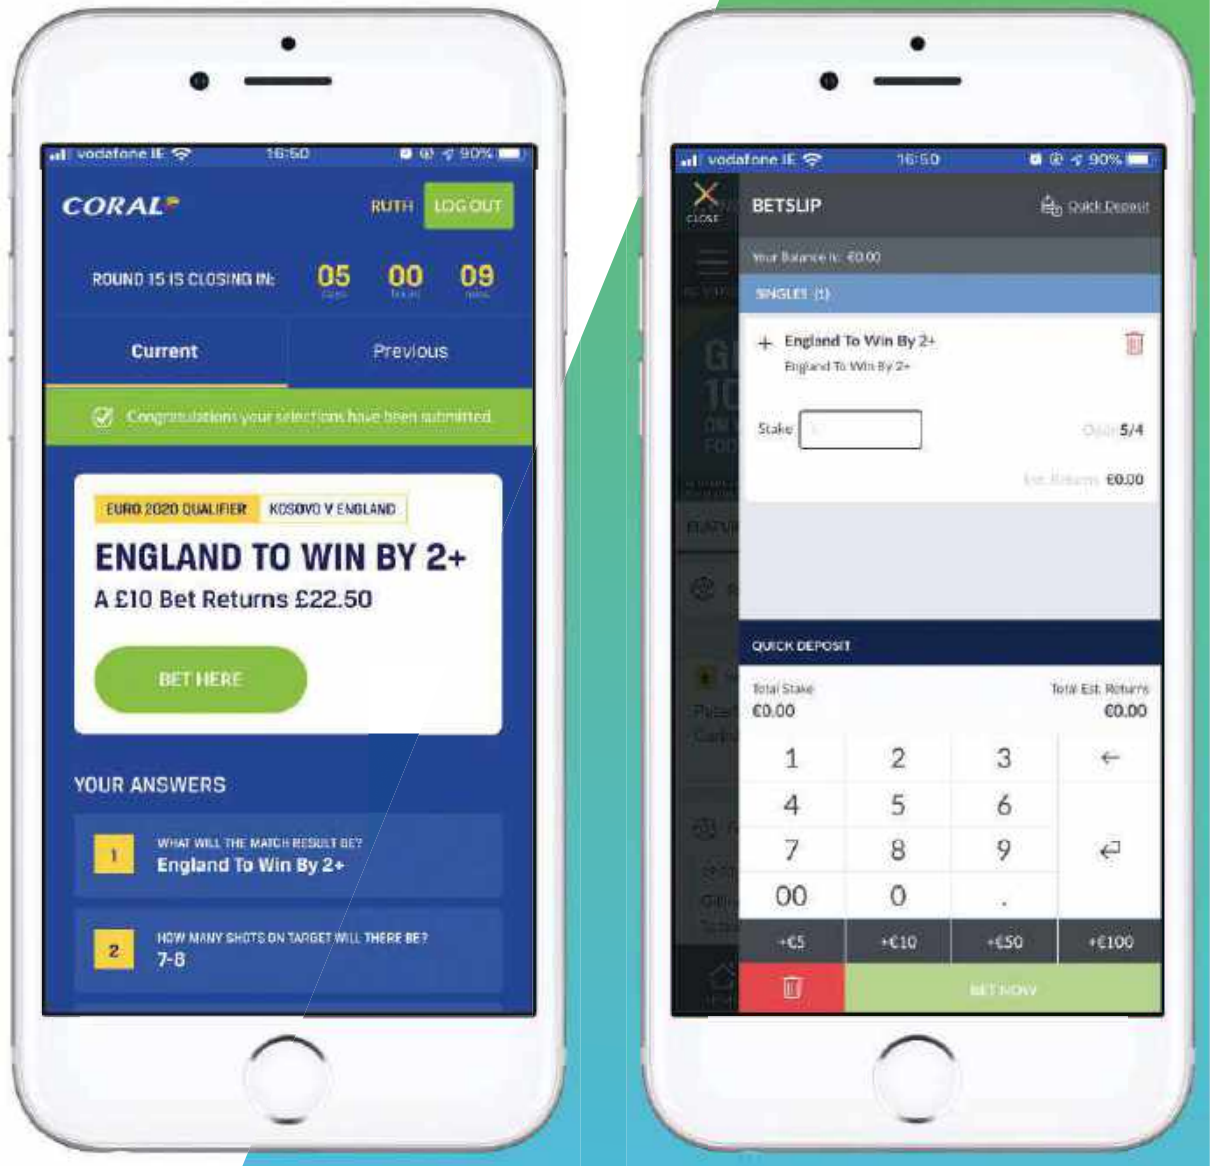 vodafone IE 16:50 90%
CORAL RUTH LOG OUT
ROUND 15 IS CLOSING IN: 05 00 09
days hours mins
Current Previous
Congratulations your selections have been submitted.
EURO 2020 QUALIFIER KOSOVO V ENGLAND
ENGLAND TO WIN BY 2+
A £10 Bet Returns £22.50
BET HERE
YOUR ANSWERS
1 WHAT WILL THE MATCH RESULT BE?
England To Win By 2+
2 HOW MANY SHOTS ON TARGET WILL THERE BE?
7-8
vodafone IE 16:50 90%
CLOSE BETSLIP Quick Deposit
Your Balance is: €0.00
SINGLES (1)
+ England To Win By 2+
England To Win By 2+
Stake Odds 5/4
Est. Returns €0.00
QUICK DEPOSIT
Total Stake Total Est. Returns
€0.00 €0.00
1 2 3
4 5 6
7 8 9
00 0 .
+€5 +€10 +€50 +€100
BET NOW